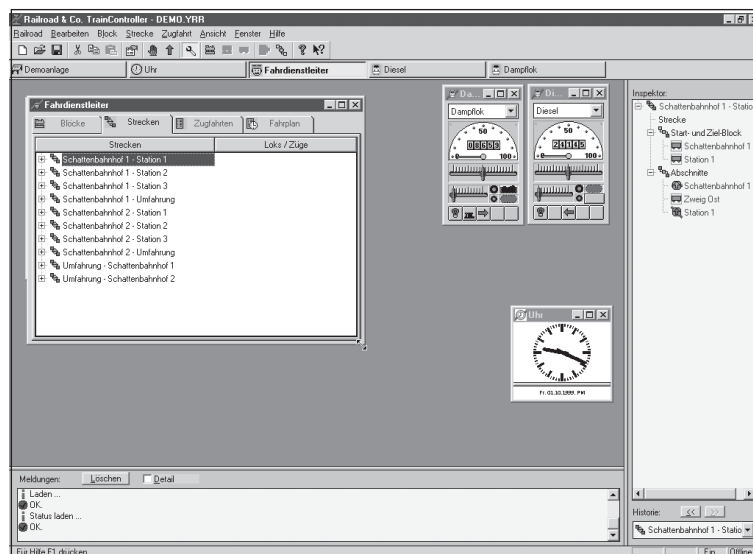 Railroad & Co. TrainController - DEMO.YRR
Railroad Bearbeiten Block Strecke Zugfahrt Ansicht Fenster Hilfe
Demoanlage Uhr Fahrdienstleiter Diesel Dampflok
Fahrdienstleiter
Blöcke Strecken Zugfahrten Fahrplan
Strecken Loks / Züge
Schattenbahnhof 1 - Station 1
Schattenbahnhof 1 - Station 2
Schattenbahnhof 1 - Station 3
Schattenbahnhof 1 - Umfahrung
Schattenbahnhof 2 - Station 1
Schattenbahnhof 2 - Station 2
Schattenbahnhof 2 - Station 3
Schattenbahnhof 2 - Umfahrung
Umfahrung - Schattenbahnhof 1
Umfahrung - Schattenbahnhof 2
Da...
Dampflok
50
0 100
Di...
Diesel
50
0 100
Uhr
Fr, 01.10.1999, PM
Inspektor:
Schattenbahnhof 1 - Statio
Strecke
Start- und Ziel-Block
Schattenbahnhof 1
Station 1
Abschnitte
Schattenbahnhof 1
Zweig Ost
Station 1
Historie: << >>
Schattenbahnhof 1 - Statio
Meldungen: Löschen Detail
Laden ...
OK.
Status laden ...
OK.
Für Hilfe F1 drücken Ein Offline